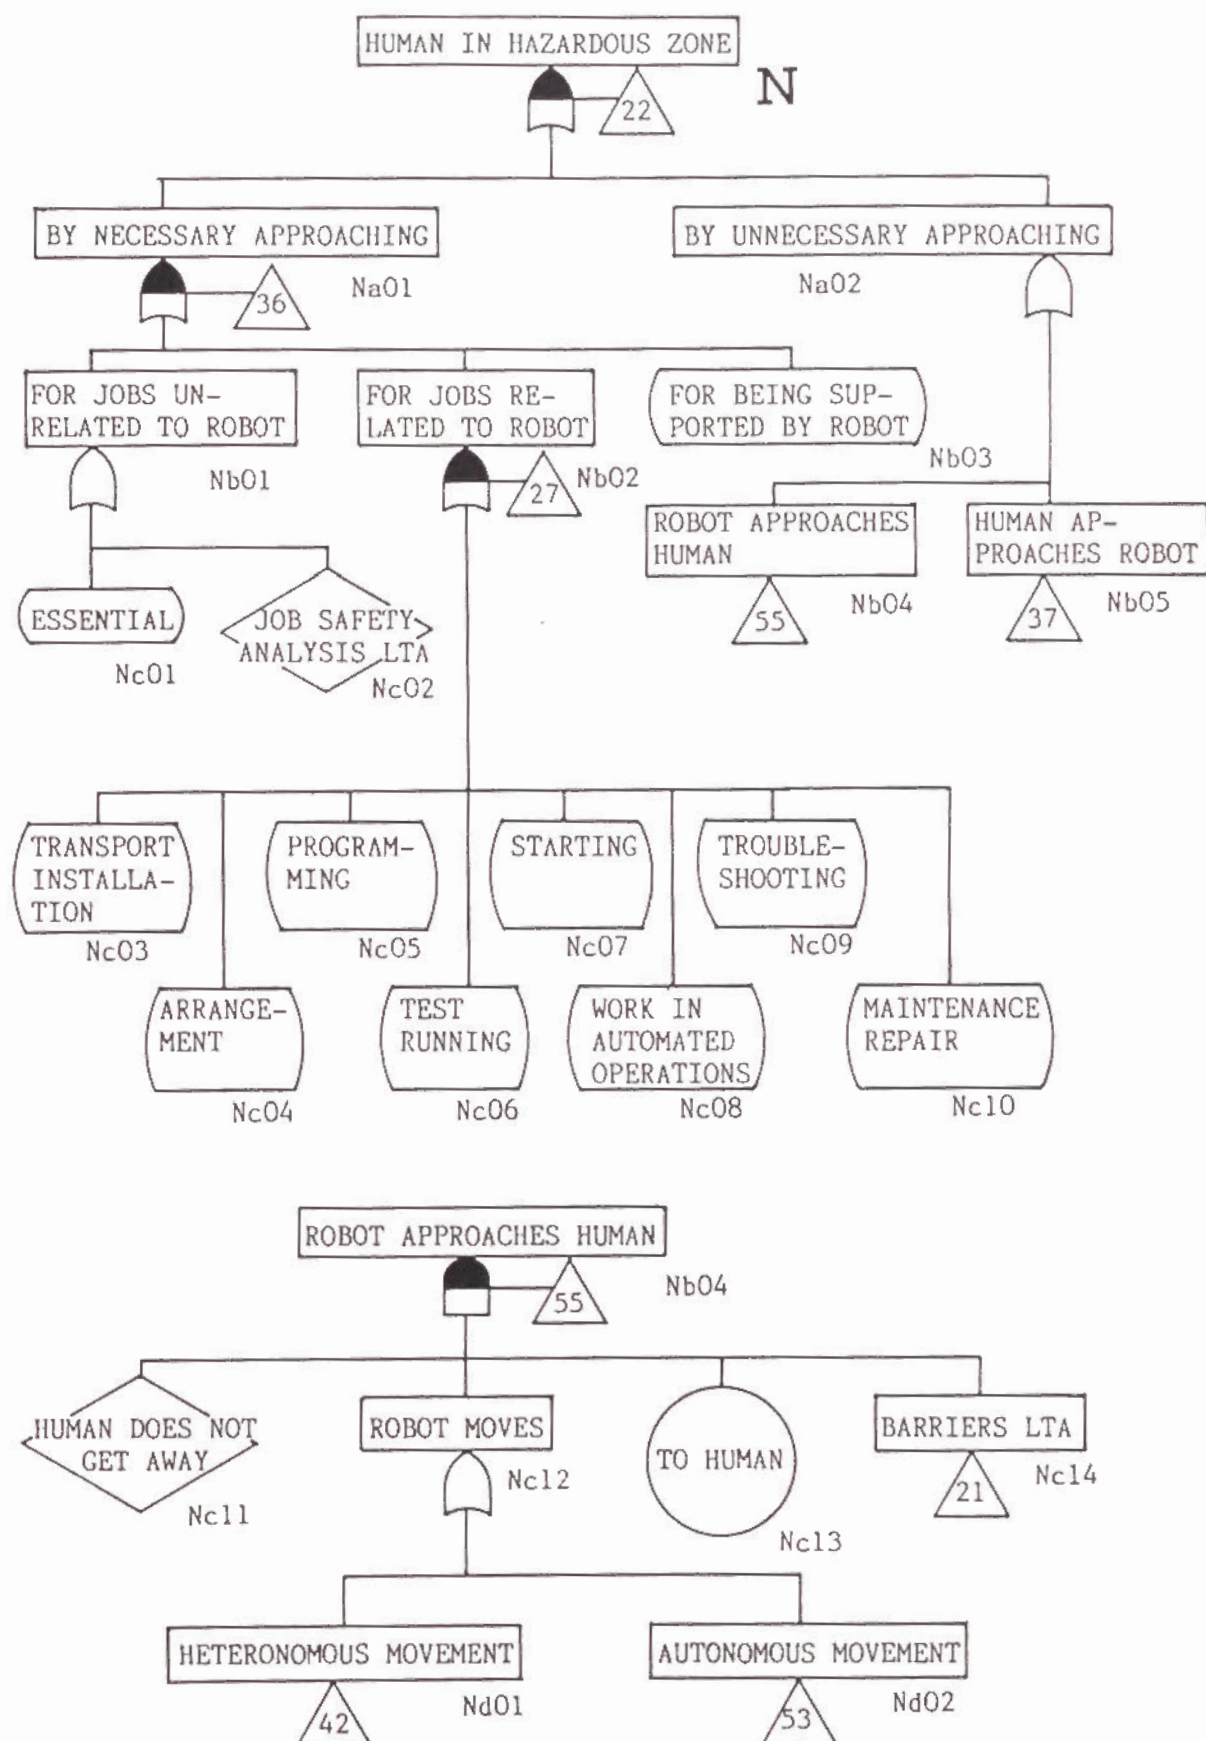 HUMAN IN HAZARDOUS ZONE
N
22
BY NECESSARY APPROACHING
Na01
36
BY UNNECESSARY APPROACHING
Na02
FOR JOBS UN-
RELATED TO ROBOT
Nb01
FOR JOBS RE-
LATED TO ROBOT
Nb02
27
FOR BEING SUP-
PORTED BY ROBOT
Nb03
ROBOT APPROACHES
HUMAN
Nb04
55
HUMAN AP-
PROACHES ROBOT
Nb05
37
ESSENTIAL
Nc01
JOB SAFETY
ANALYSIS LTA
Nc02
TRANSPORT
INSTALLA-
TION
Nc03
PROGRAM-
MING
Nc05
STARTING
Nc07
TROUBLE-
SHOOTING
Nc09
ARRANGE-
MENT
Nc04
TEST
RUNNING
Nc06
WORK IN
AUTOMATED
OPERATIONS
Nc08
MAINTENANCE
REPAIR
Nc10
ROBOT APPROACHES HUMAN
Nb04
55
HUMAN DOES NOT
GET AWAY
Nc11
ROBOT MOVES
Nc12
TO HUMAN
Nc13
BARRIERS LTA
Nc14
21
HETERONOMOUS MOVEMENT
Nd01
42
AUTONOMOUS MOVEMENT
Nd02
53